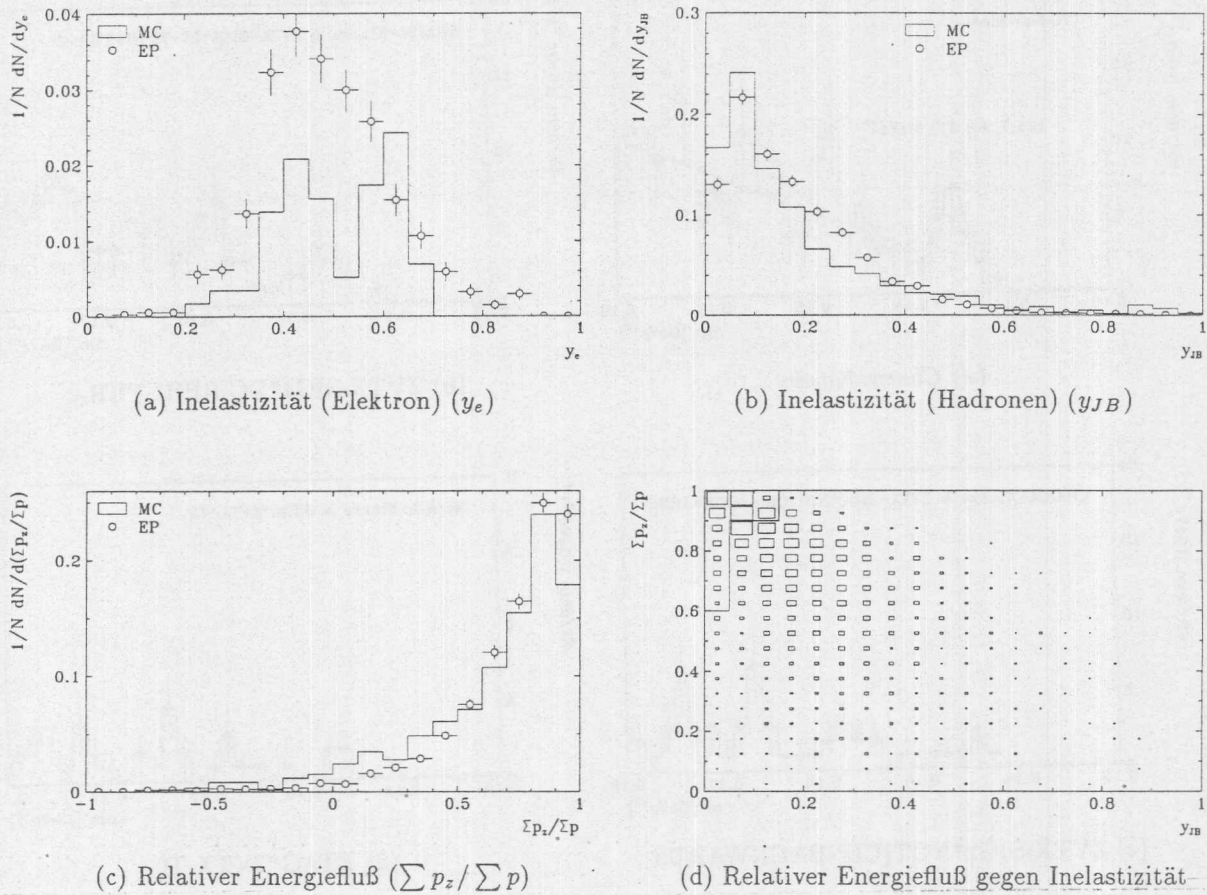 0.04
0.03
0.02
0.01
0
1/N dN/dy_e
MC
EP
0 0.2 0.4 0.6 0.8 1
y_e
(a) Inelastizität (Elektron) (y_e)
0.3
0.2
0.1
0
1/N dN/dy_JB
MC
EP
0 0.2 0.4 0.6 0.8 1
y_JB
(b) Inelastizität (Hadronen) (y_JB)
0.2
0.1
0
1/N dN/d(Σp_z/Σp)
MC
EP
−1 −0.5 0 0.5 1
Σp_z/Σp
(c) Relativer Energiefluß (∑ p_z / ∑ p)
1
0.8
0.6
0.4
0.2
0
Σp_z/Σp
0 0.2 0.4 0.6 0.8 1
y_JB
(d) Relativer Energiefluß gegen Inelastizität